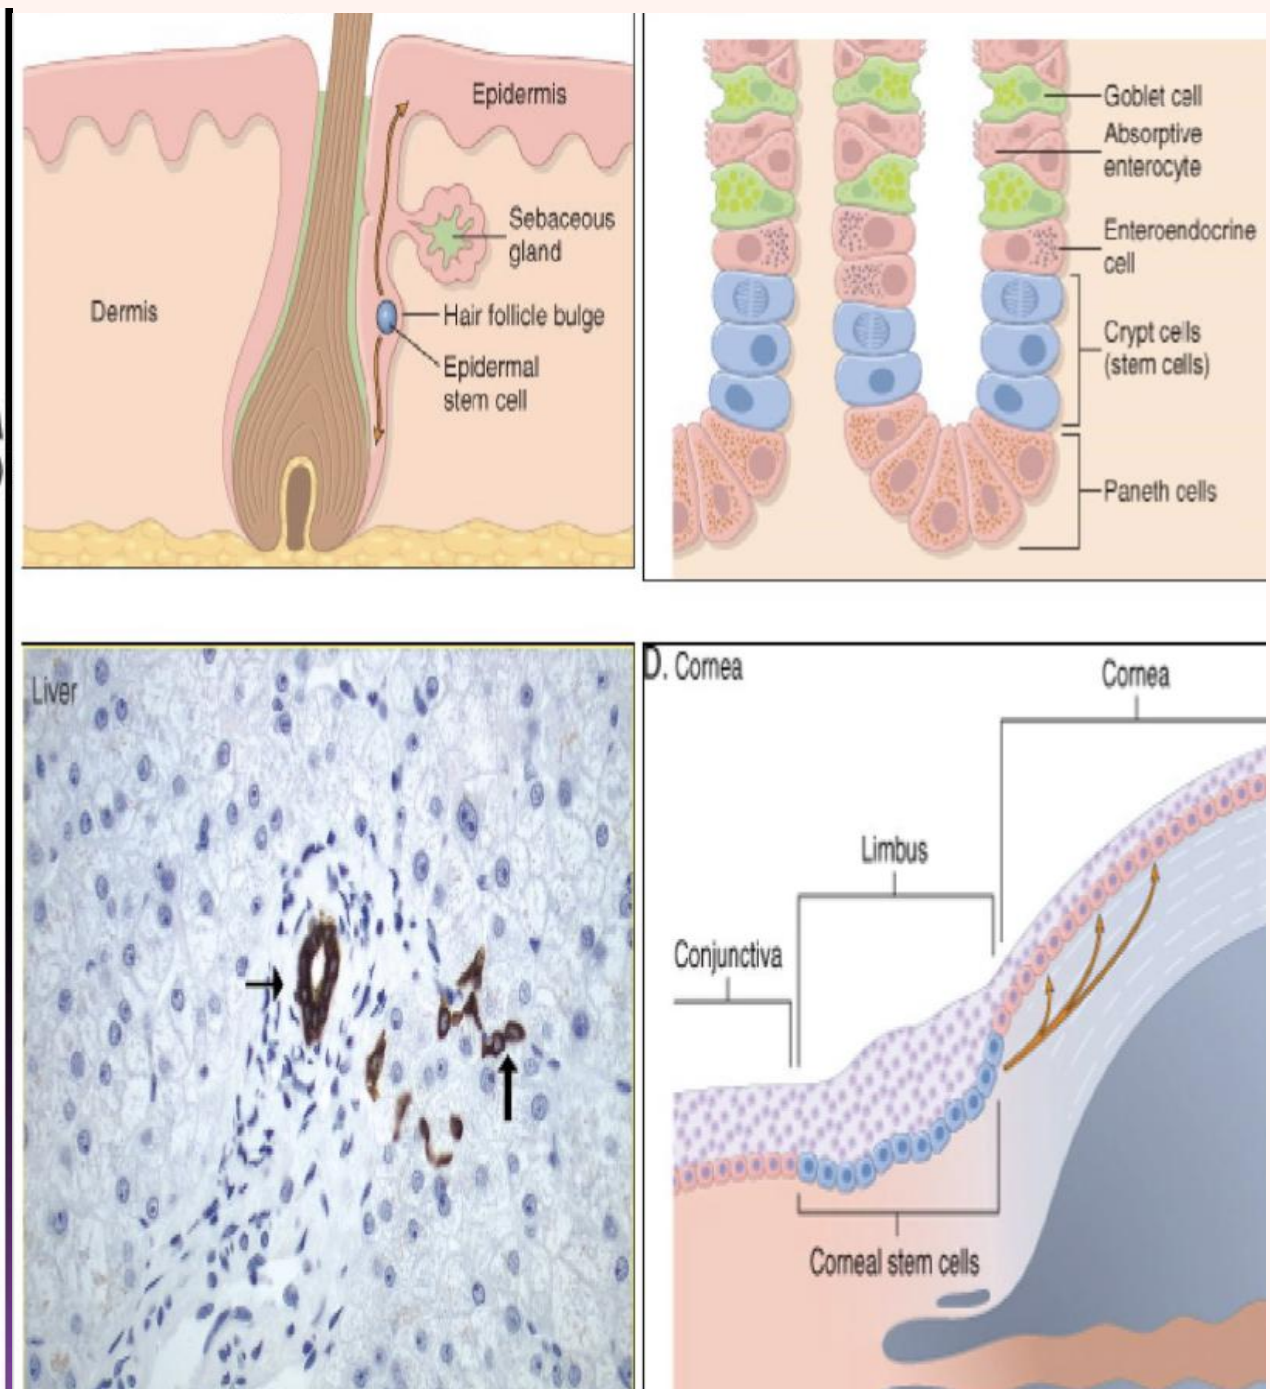 Epidermis
Sebaceous
gland
Dermis
Hair follicle bulge
Epidermal
stem cell
Goblet cell
Absorptive
enterocyte
Enteroendocrine
cell
Crypt cells
(stem cells)
Paneth cells
Liver
D. Cornea
Cornea
Limbus
Conjunctiva
Corneal stem cells